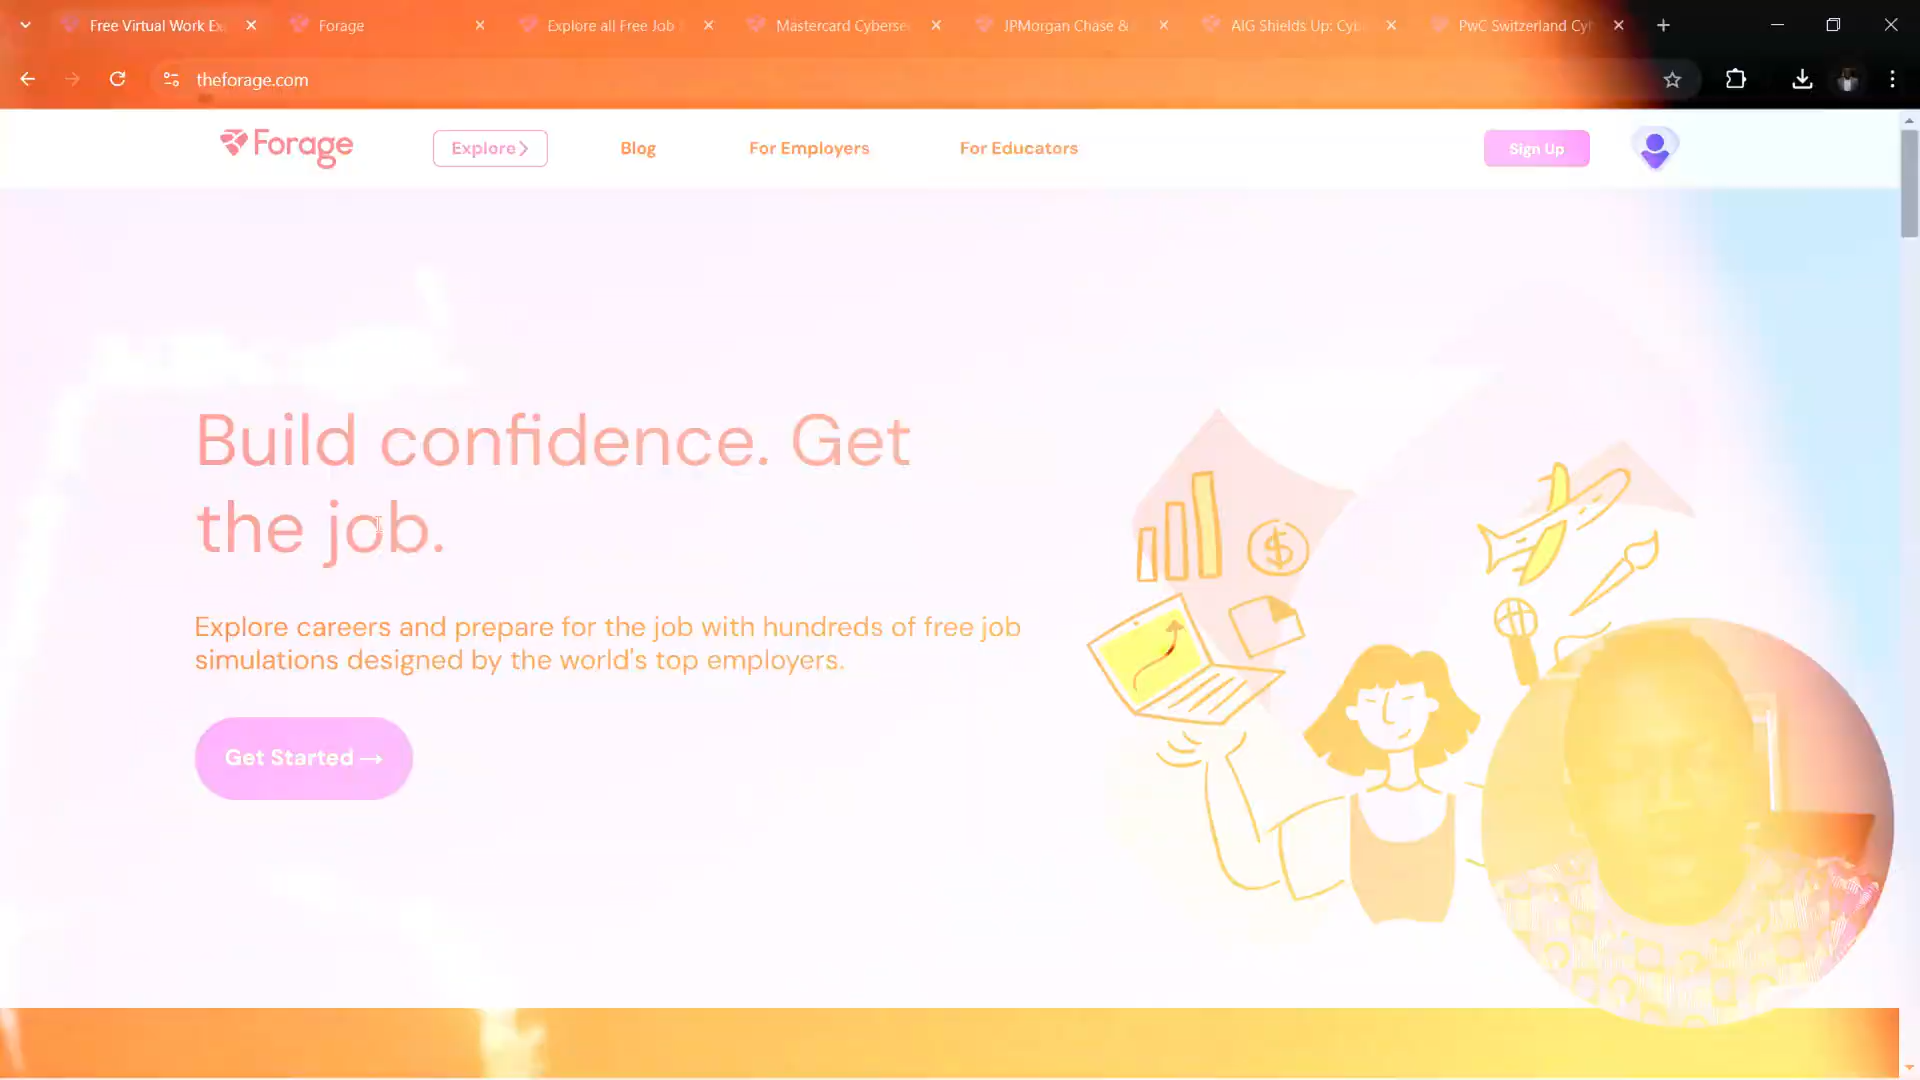 Free Virtual Work Ex
Forage
Explore all Free Job
Mastercard Cyberse
JPMorgan Chase &
AIG Shields Up: Cyb
PwC Switzerland Cy
theforage.com
Forage
Explore
Blog
For Employers
For Educators
Sign Up
Build confidence. Get
the job.
Explore careers and prepare for the job with hundreds of free job
simulations designed by the world's top employers.
Get Started →